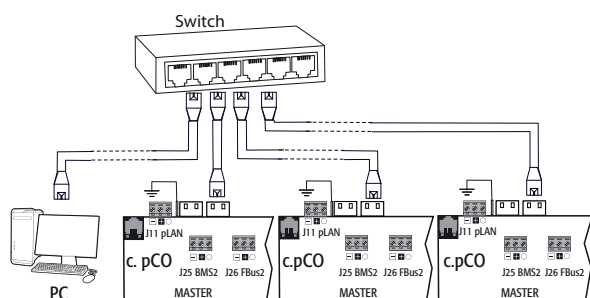 Switch
J11 pLAN
c. pCO
J25 BMS2
J26 FBus2
MASTER
J11 pLAN
c.pCO
J25 BMS2
J26 FBus2
MASTER
J11 pLAN
c.pCO
J25 BMS2
J26 FBus2
MASTER
PC